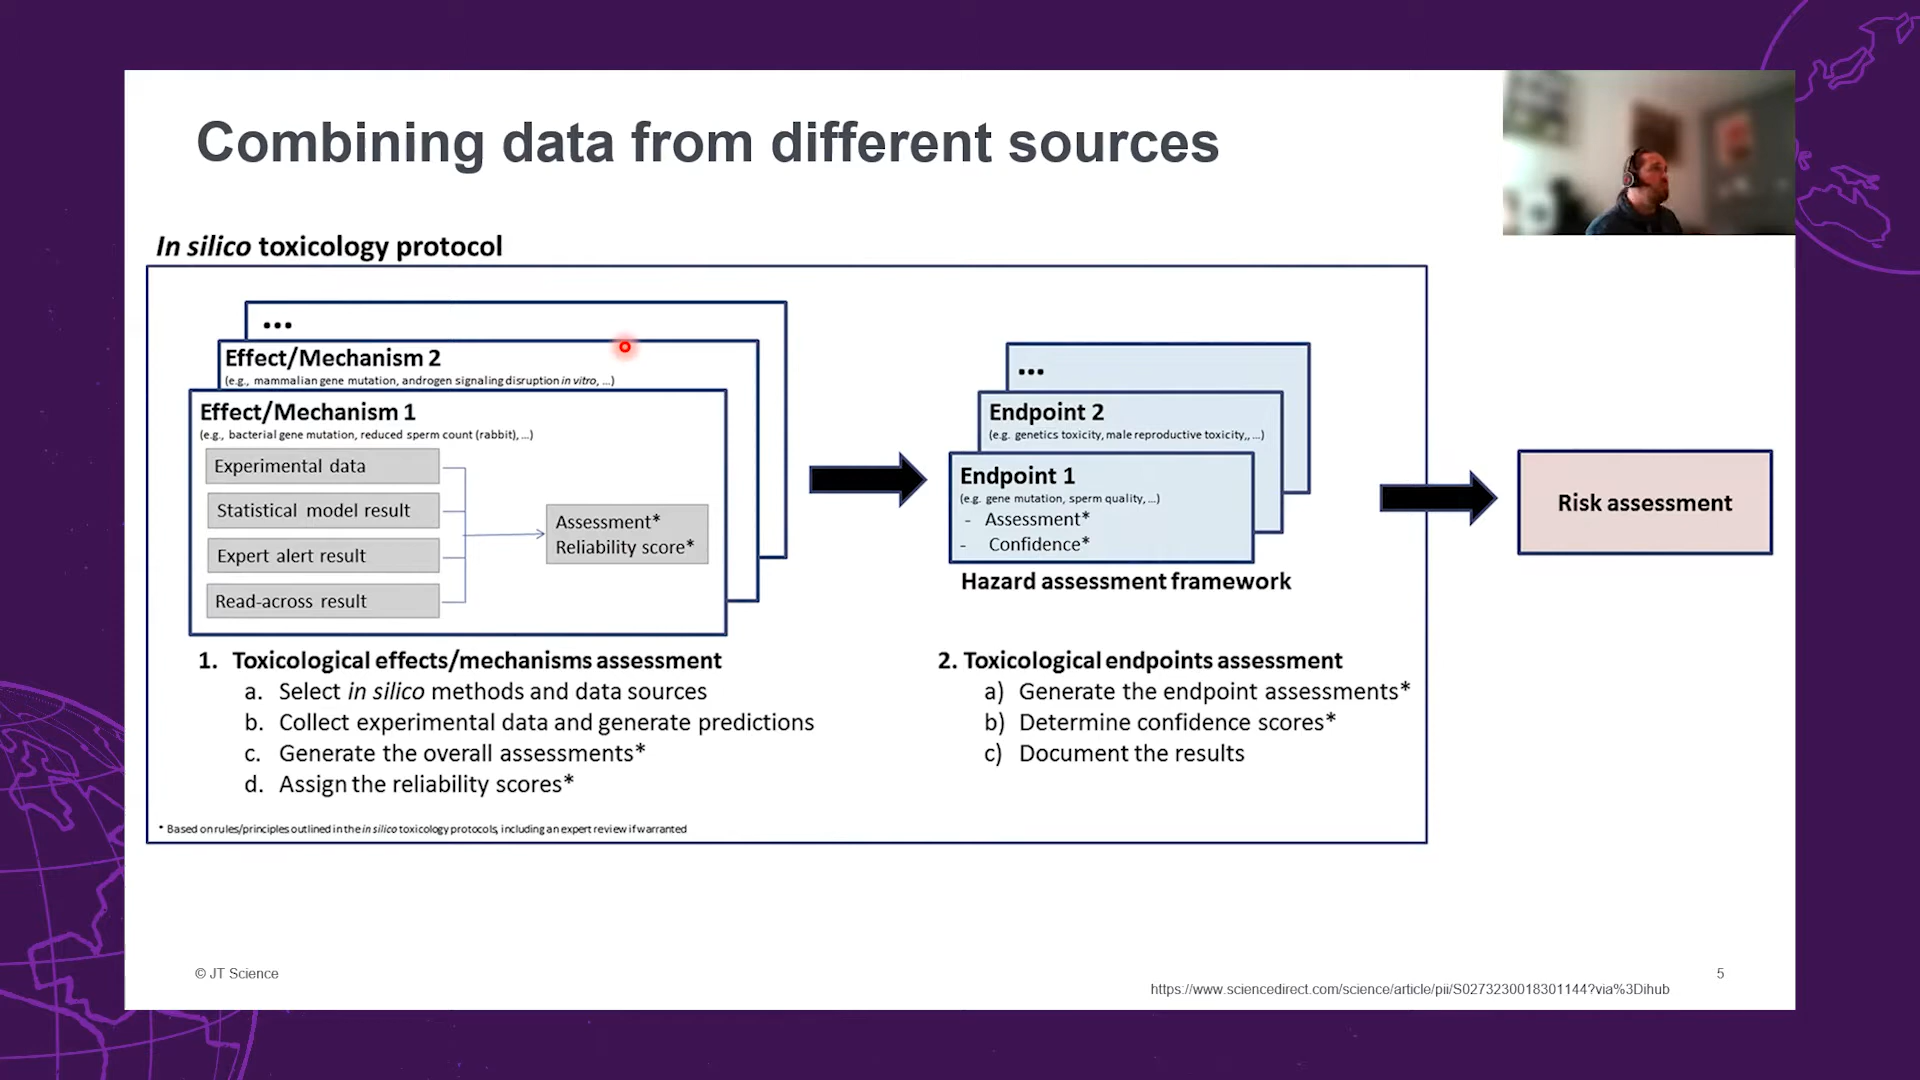 Combining data from different sources
In silico toxicology protocol
...
Effect/Mechanism 2
(e.g., mammalian gene mutation, androgen signaling disruption in vitro, ...)
Effect/Mechanism 1
(e.g., bacterial gene mutation, reduced sperm count (rabbit), ...)
Experimental data
Statistical model result
Expert alert result
Read-across result
Assessment*
Reliability score*
...
Endpoint 2
(e.g. genetics toxicity, male reproductive toxicity,, ...)
Endpoint 1
(e.g. gene mutation, sperm quality, ...)
- Assessment*
- Confidence*
Hazard assessment framework
Risk assessment
1. Toxicological effects/mechanisms assessment
a. Select in silico methods and data sources
b. Collect experimental data and generate predictions
c. Generate the overall assessments*
d. Assign the reliability scores*
2. Toxicological endpoints assessment
a) Generate the endpoint assessments*
b) Determine confidence scores*
c) Document the results
* Based on rules/principles outlined in the in silico toxicology protocols, including an expert review if warranted
© JT Science
5
https://www.sciencedirect.com/science/article/pii/S0273230018301144?via%3Dihub